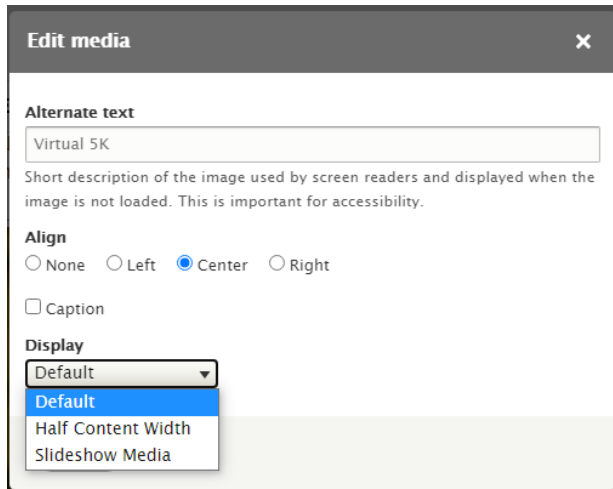 Edit media
Alternate text
Virtual 5K
Short description of the image used by screen readers and displayed when the
image is not loaded. This is important for accessibility.
Align
None Left Center Right
Caption
Display
Default
Default
Half Content Width
Slideshow Media